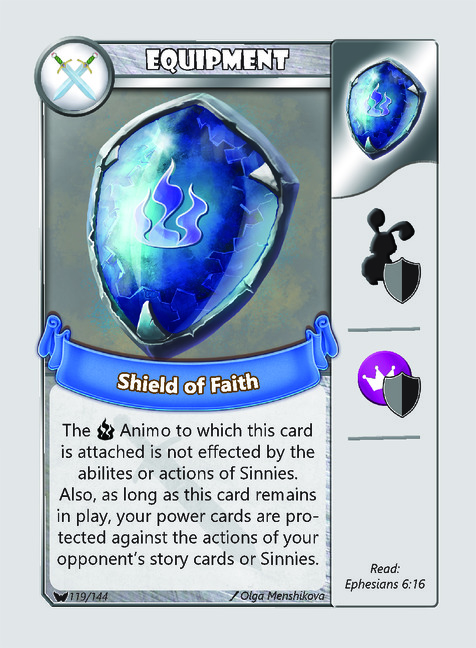 EQUIPMENT
Shield of Faith
The Animo to which this card
is attached is not effected by the
abilites or actions of Sinnies.
Also, as long as this card remains
in play, your power cards are pro-
tected against the actions of your
opponent's story cards or Sinnies.
119/144
Olga Menshikova
Read:
Ephesians 6:16